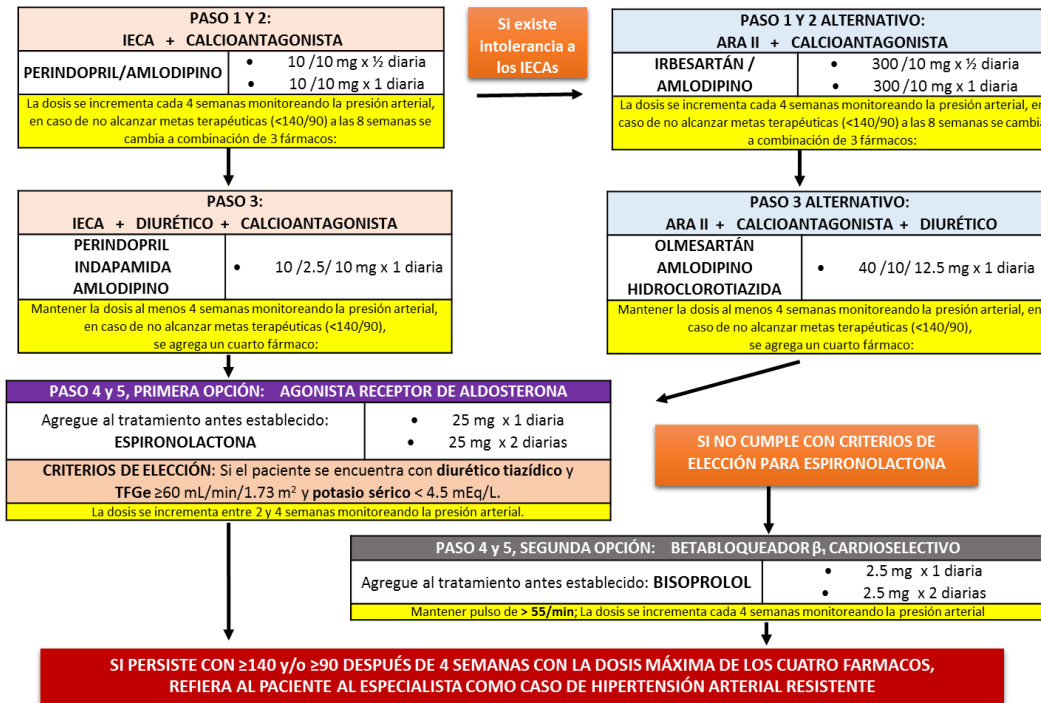 PASO 1 Y 2:
IECA + CALCIOANTAGONISTA
PERINDOPRIL/AMLODIPINO
• 10 /10 mg x ½ diaria
• 10 /10 mg x 1 diaria
La dosis se incrementa cada 4 semanas monitoreando la presión arterial,
en caso de no alcanzar metas terapéuticas (<140/90) a las 8 semanas se
cambia a combinación de 3 fármacos:
Si existe
intolerancia a
los IECAs
PASO 1 Y 2 ALTERNATIVO:
ARA II + CALCIOANTAGONISTA
IRBESARTÁN /
AMLODIPINO
• 300 /10 mg x ½ diaria
• 300 /10 mg x 1 diaria
La dosis se incrementa cada 4 semanas monitoreando la presión arterial, en
caso de no alcanzar metas terapéuticas (<140/90) a las 8 semanas se cambia
a combinación de 3 fármacos:
PASO 3:
IECA + DIURÉTICO + CALCIOANTAGONISTA
PERINDOPRIL
INDAPAMIDA
AMLODIPINO
• 10 /2.5/ 10 mg x 1 diaria
Mantener la dosis al menos 4 semanas monitoreando la presión arterial,
en caso de no alcanzar metas terapéuticas (<140/90),
se agrega un cuarto fármaco:
PASO 3 ALTERNATIVO:
ARA II + CALCIOANTAGONISTA + DIURÉTICO
OLMESARTÁN
AMLODIPINO
HIDROCLOROTIAZIDA
• 40 /10/ 12.5 mg x 1 diaria
Mantener la dosis al menos 4 semanas monitoreando la presión arterial, en
caso de no alcanzar metas terapéuticas (<140/90),
se agrega un cuarto fármaco:
PASO 4 y 5, PRIMERA OPCIÓN: AGONISTA RECEPTOR DE ALDOSTERONA
Agregue al tratamiento antes establecido:
ESPIRONOLACTONA
• 25 mg x 1 diaria
• 25 mg x 2 diarias
CRITERIOS DE ELECCIÓN: Si el paciente se encuentra con diurético tiazídico y
TFGe ≥60 mL/min/1.73 m² y potasio sérico < 4.5 mEq/L.
La dosis se incrementa entre 2 y 4 semanas monitoreando la presión arterial.
SI NO CUMPLE CON CRITERIOS DE
ELECCIÓN PARA ESPIRONOLACTONA
PASO 4 y 5, SEGUNDA OPCIÓN: BETABLOQUEADOR β₁ CARDIOSELECTIVO
Agregue al tratamiento antes establecido: BISOPROLOL
• 2.5 mg x 1 diaria
• 2.5 mg x 2 diarias
Mantener pulso de > 55/min; La dosis se incrementa cada 4 semanas monitoreando la presión arterial
SI PERSISTE CON ≥140 y/o ≥90 DESPUÉS DE 4 SEMANAS CON LA DOSIS MÁXIMA DE LOS CUATRO FARMACOS,
REFIERA AL PACIENTE AL ESPECIALISTA COMO CASO DE HIPERTENSIÓN ARTERIAL RESISTENTE